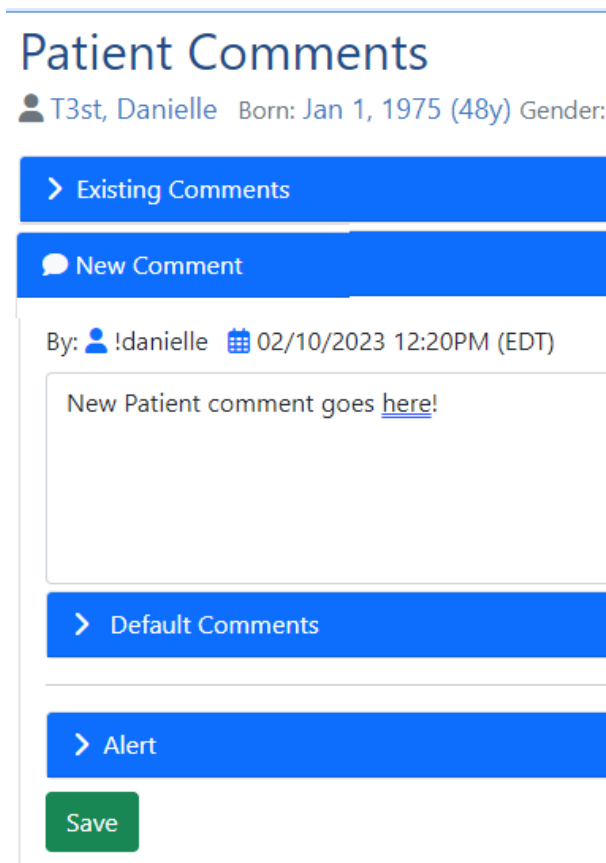 Patient Comments
T3st, Danielle Born: Jan 1, 1975 (48y) Gender:
Existing Comments
New Comment
By: !danielle 02/10/2023 12:20PM (EDT)
New Patient comment goes here!
Default Comments
Alert
Save